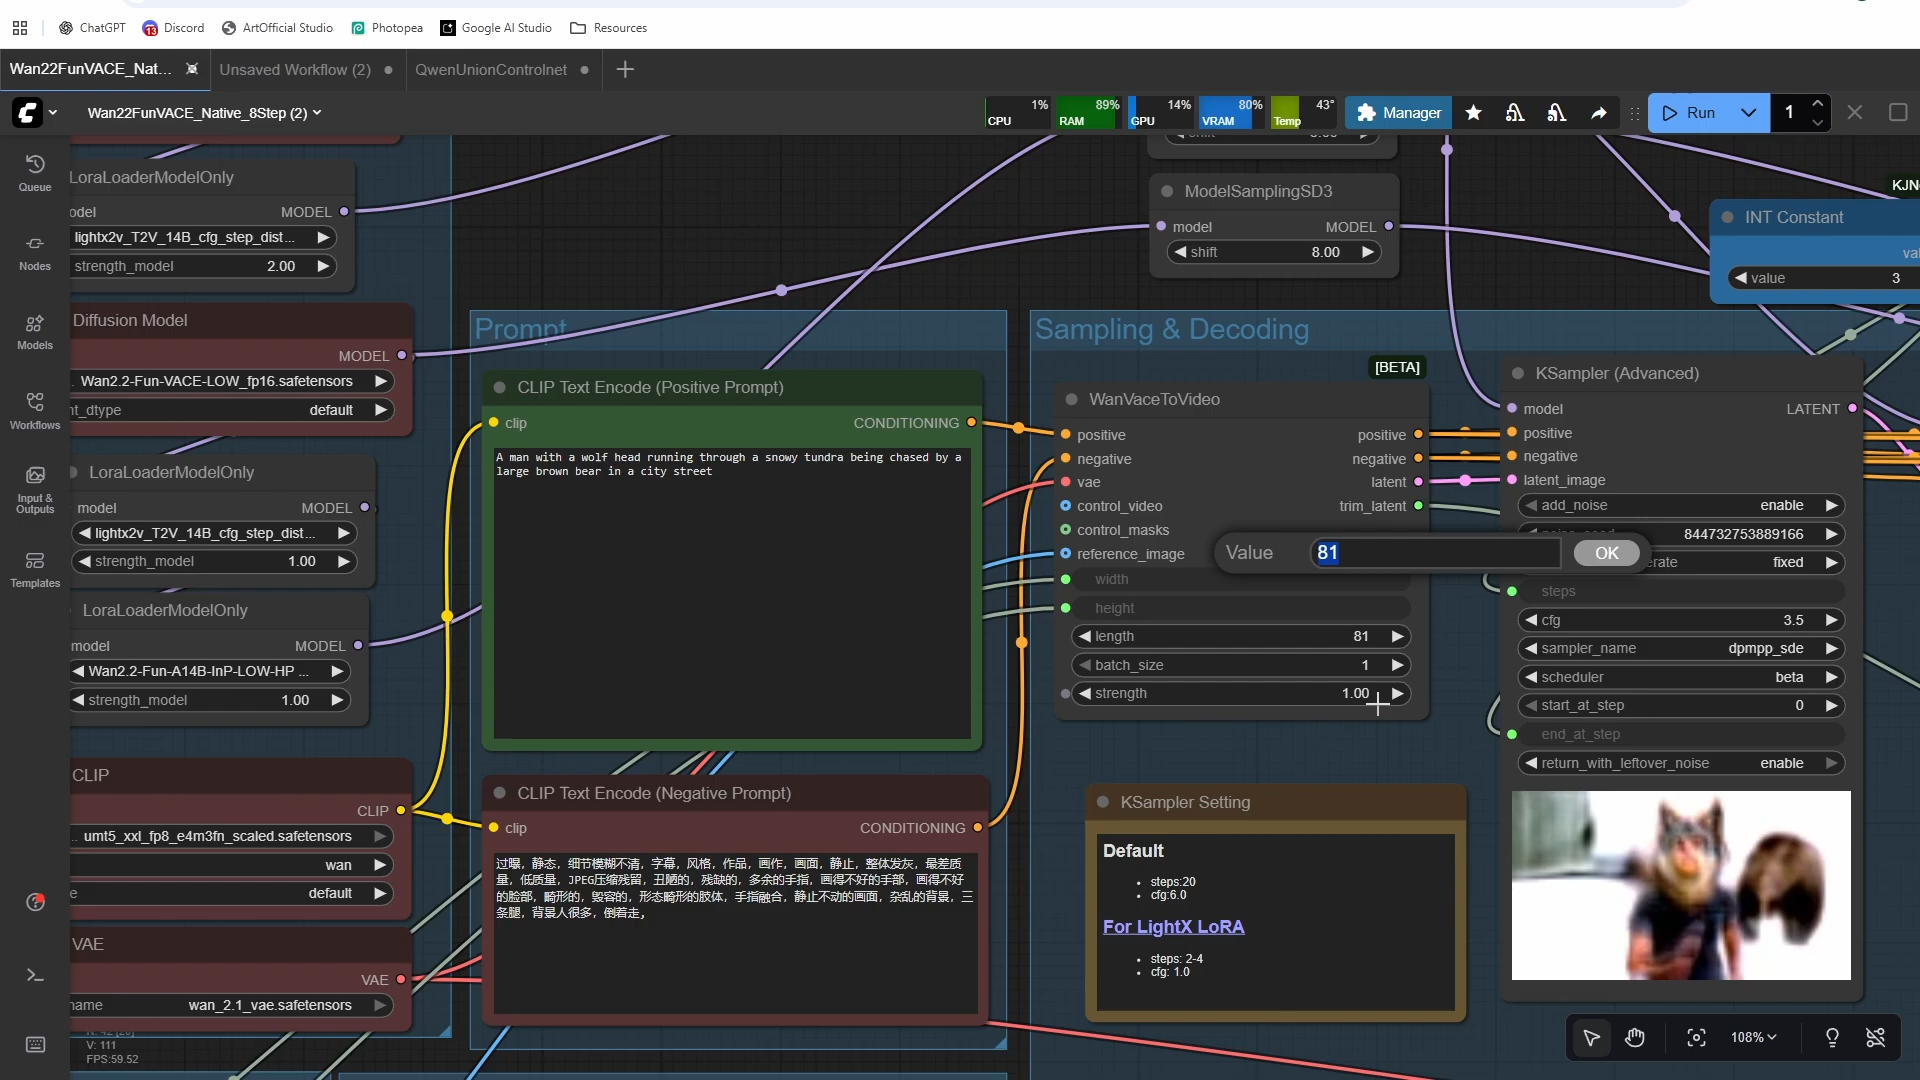 ChatGPT
13
Discord
ArtOfficial Studio
Photopea
Google AI Studio
Resources
Wan22FunVACE_Nat...
Unsaved Workflow (2)
QwenUnionControlnet
Wan22FunVACE_Native_8Step (2)
CPU 1%
RAM 89%
GPU 14%
VRAM 80%
Temp 43°
Manager
Run
1
Queue
Nodes
Models
Workflows
Input & Outputs
Templates
LoraLoaderModelOnly
odel
MODEL
lightx2v_T2V_14B_cfg_step_dist...
strength_model
2.00
Diffusion Model
MODEL
Wan2.2-Fun-VACE-LOW_fp16.safetensors
ht_dtype
default
LoraLoaderModelOnly
model
MODEL
lightx2v_T2V_14B_cfg_step_dist...
strength_model
1.00
LoraLoaderModelOnly
model
MODEL
Wan2.2-Fun-A14B-InP-LOW-HP ...
strength_model
1.00
CLIP
CLIP
umt5_xxl_fp8_e4m3fn_scaled.safetensors
wan
e
default
VAE
VAE
name
wan_2.1_vae.safetensors
V: 111
FPS:59.52
Prompt
CLIP Text Encode (Positive Prompt)
clip
CONDITIONING
A man with a wolf head running through a snowy tundra being chased by a
large brown bear in a city street
CLIP Text Encode (Negative Prompt)
clip
CONDITIONING
过曝，静态，细节模糊不清，字幕，风格，作品，画作，画面，静止，整体发灰，最差质
量，低质量，JPEG压缩残留，丑陋的，残缺的，多余的手指，画得不好的手部，画得不好
的脸部，畸形的，毁容的，形态畸形的肢体，手指融合，静止不动的画面，杂乱的背景，三
条腿，背景人很多，倒着走，
ModelSamplingSD3
model
MODEL
shift
8.00
Sampling & Decoding
[BETA]
WanVaceToVideo
positive
positive
negative
negative
vae
latent
control_video
trim_latent
control_masks
reference_image
width
height
length
81
batch_size
1
strength
1.00
Value
81
OK
KSampler Setting
Default
• steps:20
• cfg:6.0
For LightX LoRA
• steps: 2-4
• cfg: 1.0
KJN
INT Constant
val
value
3
KSampler (Advanced)
model
LATENT
positive
negative
latent_image
add_noise
enable
844732753889166
erate
fixed
steps
cfg
3.5
sampler_name
dpmpp_sde
scheduler
beta
start_at_step
0
end_at_step
return_with_leftover_noise
enable
108%